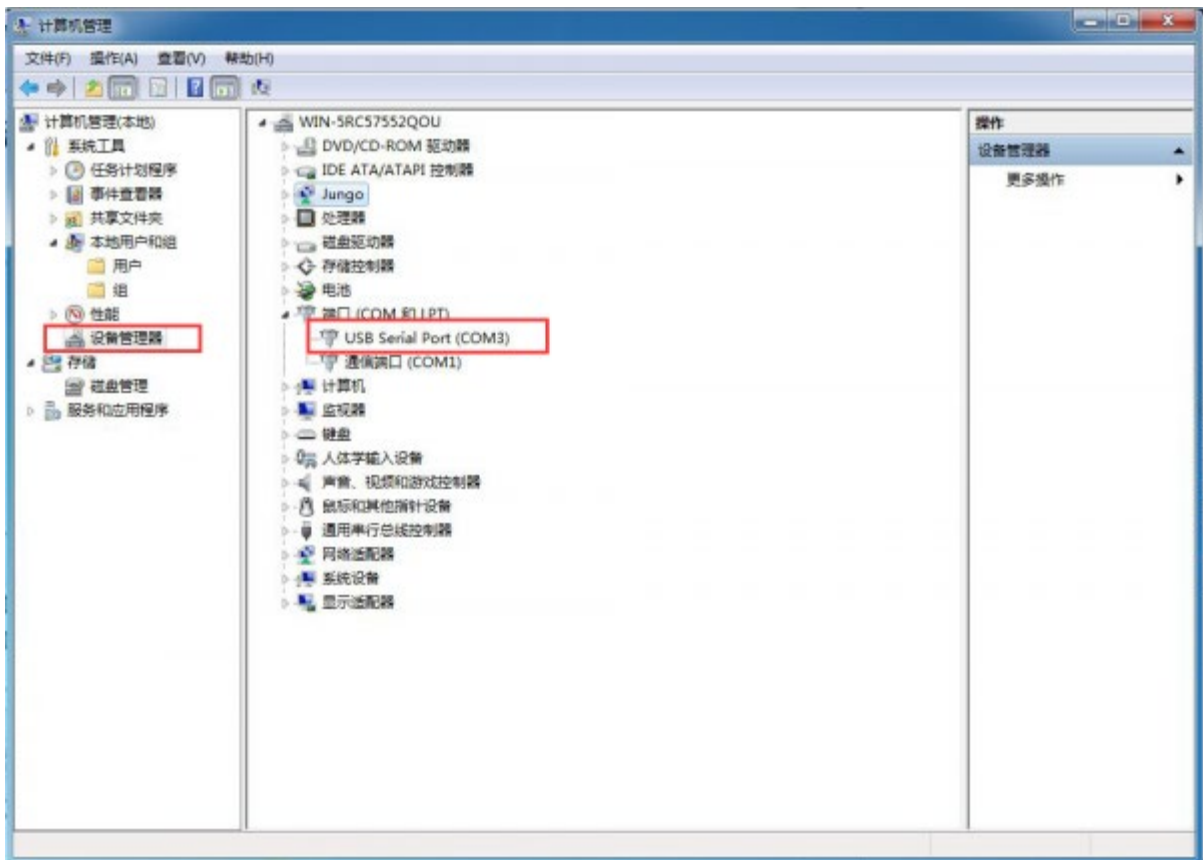 计算机管理
文件(F) 操作(A) 查看(V) 帮助(H)
计算机管理(本地)
系统工具
任务计划程序
事件查看器
共享文件夹
本地用户和组
用户
组
性能
设备管理器
存储
磁盘管理
服务和应用程序
WIN-5RC57552QOU
DVD/CD-ROM 驱动器
IDE ATA/ATAPI 控制器
Jungo
处理器
磁盘驱动器
存储控制器
电池
端口 (COM 和 LPT)
USB Serial Port (COM3)
通信端口 (COM1)
计算机
监视器
键盘
人体学输入设备
声音、视频和游戏控制器
鼠标和其他指针设备
通用串行总线控制器
网络适配器
系统设备
显示适配器
操作
设备管理器
更多操作